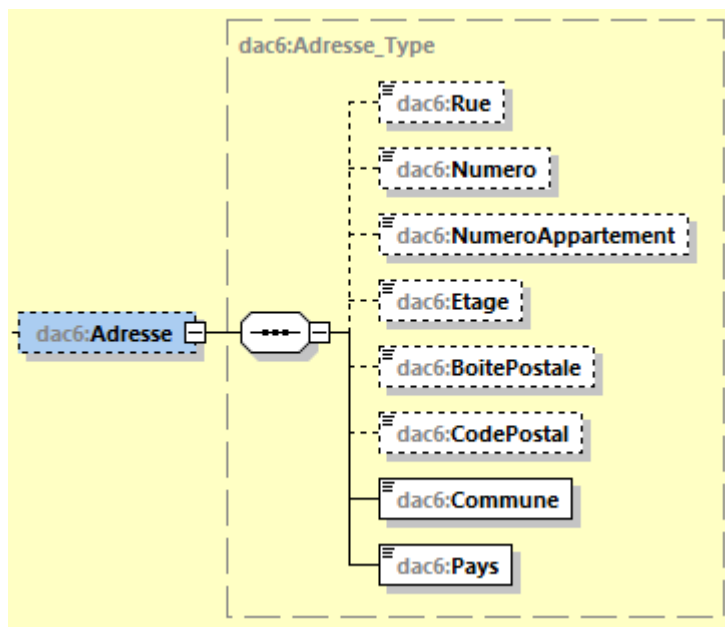 dac6:Adresse_Type
dac6:Rue
dac6:Numero
dac6:NumeroAppartement
dac6:Etage
dac6:Adresse
dac6:BoitePostale
dac6:CodePostal
dac6:Commune
dac6:Pays